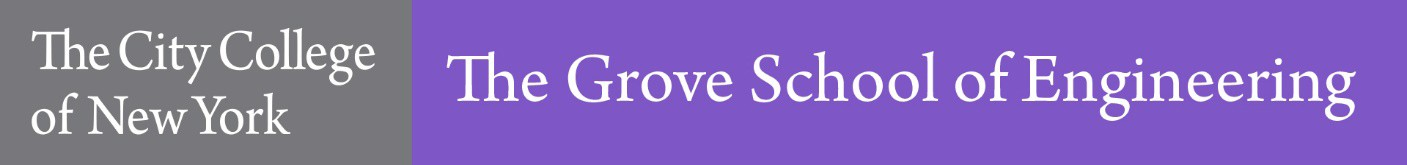 The City College
of New York
The Grove School of Engineering